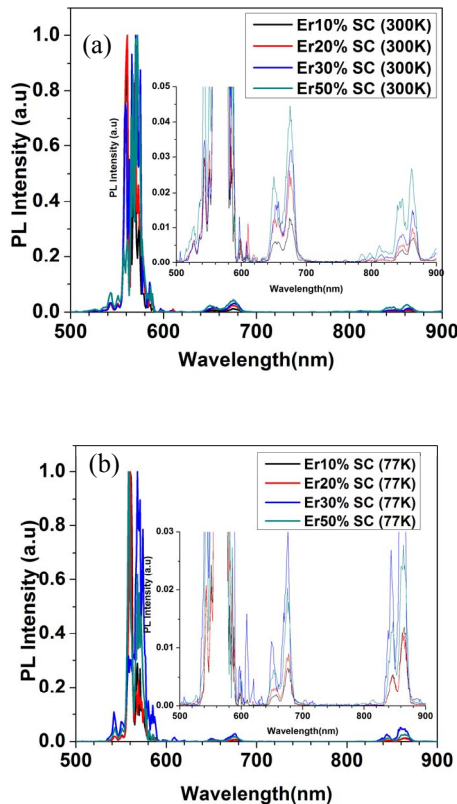 (a)
Er10% SC (300K)
Er20% SC (300K)
Er30% SC (300K)
Er50% SC (300K)
PL Intensity (a.u)
1.0
0.8
0.6
0.4
0.2
0.0
500 600 700 800 900
Wavelength(nm)
PL Intensity (a.u)
0.05
0.04
0.03
0.02
0.01
0.00
500 600 700 800 900
Wavelength(nm)
(b)
Er10% SC (77K)
Er20% SC (77K)
Er30% SC (77K)
Er50% SC (77K)
PL Intensity (a.u)
1.0
0.8
0.6
0.4
0.2
0.0
500 600 700 800 900
Wavelength(nm)
PL Intensity (a.u)
0.03
0.02
0.01
0.00
500 600 700 800 900
Wavelength(nm)